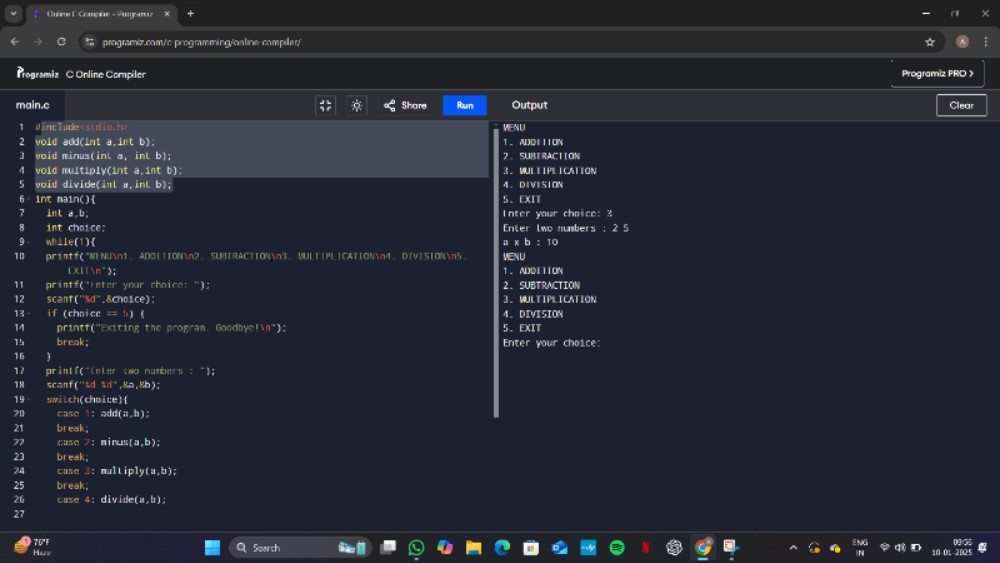 Online C Compiler - Programiz
programiz.com/c-programming/online-compiler/
Programiz C Online Compiler
Programiz PRO >
main.c
Share
Run
Output
Clear
1 #include<stdio.h>
2 void add(int a,int b);
3 void minus(int a, int b);
4 void multiply(int a,int b);
5 void divide(int a,int b);
6 int main(){
7 int a,b;
8 int choice;
9 while(1){
10 printf("MENU\n1. ADDITION\n2. SUBTRACTION\n3. MULTIPLICATION\n4. DIVISION\n5.
EXIT\n");
11 printf("Enter your choice: ");
12 scanf("%d",&choice);
13 if (choice == 5) {
14 printf("Exiting the program. Goodbye!\n");
15 break;
16 }
17 printf("Enter two numbers : ");
18 scanf("%d %d",&a,&b);
19 switch(choice){
20 case 1: add(a,b);
21 break;
22 case 2: minus(a,b);
23 break;
24 case 3: multiply(a,b);
25 break;
26 case 4: divide(a,b);
27
MENU
1. ADDITION
2. SUBTRACTION
3. MULTIPLICATION
4. DIVISION
5. EXIT
Enter your choice: 3
Enter two numbers : 2 5
a x b : 10
MENU
1. ADDITION
2. SUBTRACTION
3. MULTIPLICATION
4. DIVISION
5. EXIT
Enter your choice:
76°F
Haze
Search
ENG
IN
09:56
10-01-2025